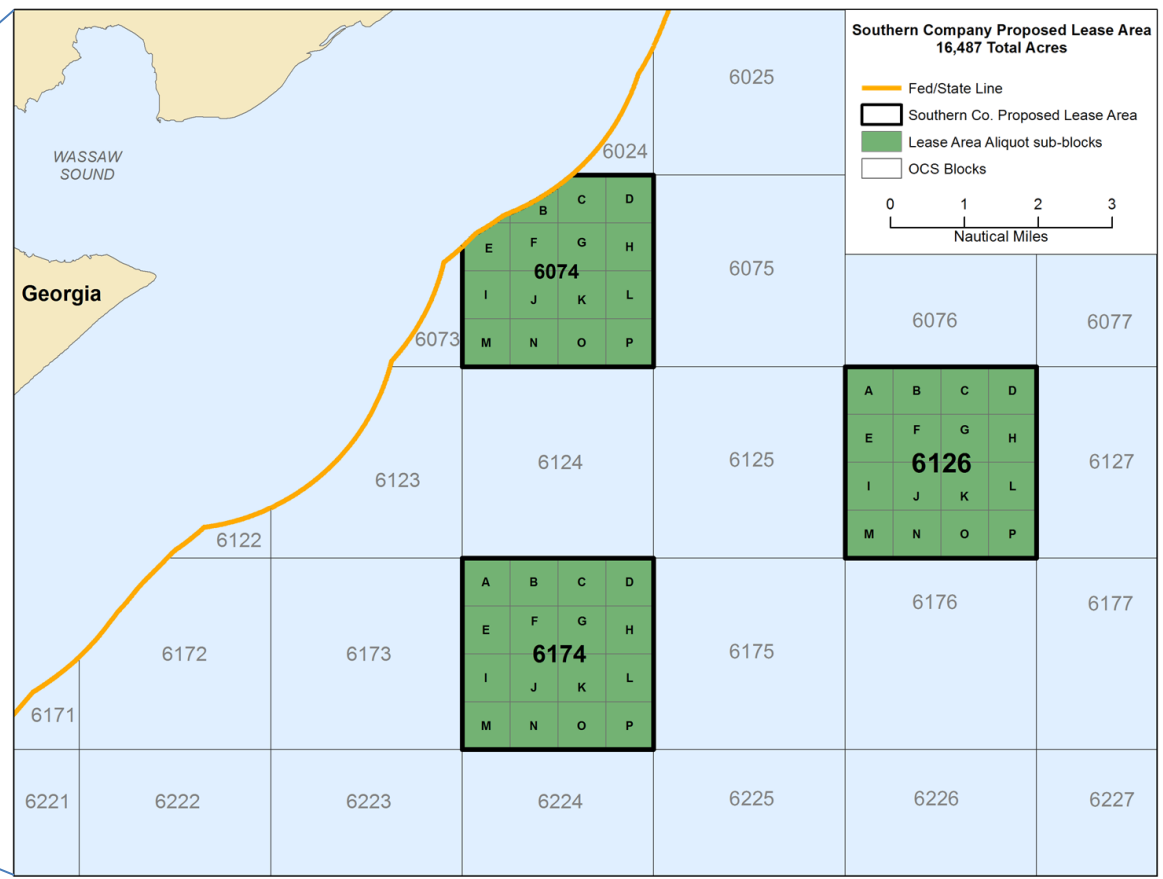 Southern Company Proposed Lease Area
16,487 Total Acres
Fed/State Line
Southern Co. Proposed Lease Area
Lease Area Aliquot sub-blocks
OCS Blocks
0 1 2 3
Nautical Miles
6025
WASSAW
SOUND
6024
B C D
E F G H
6074
I J K L
M N O P
6075
Georgia
6073
6076
6077
A B C D
E F G H
6126
I J K L
M N O P
6123
6124
6125
6127
6122
A B C D
E F G H
6174
I J K L
M N O P
6176
6177
6172
6173
6175
6171
6221
6222
6223
6224
6225
6226
6227